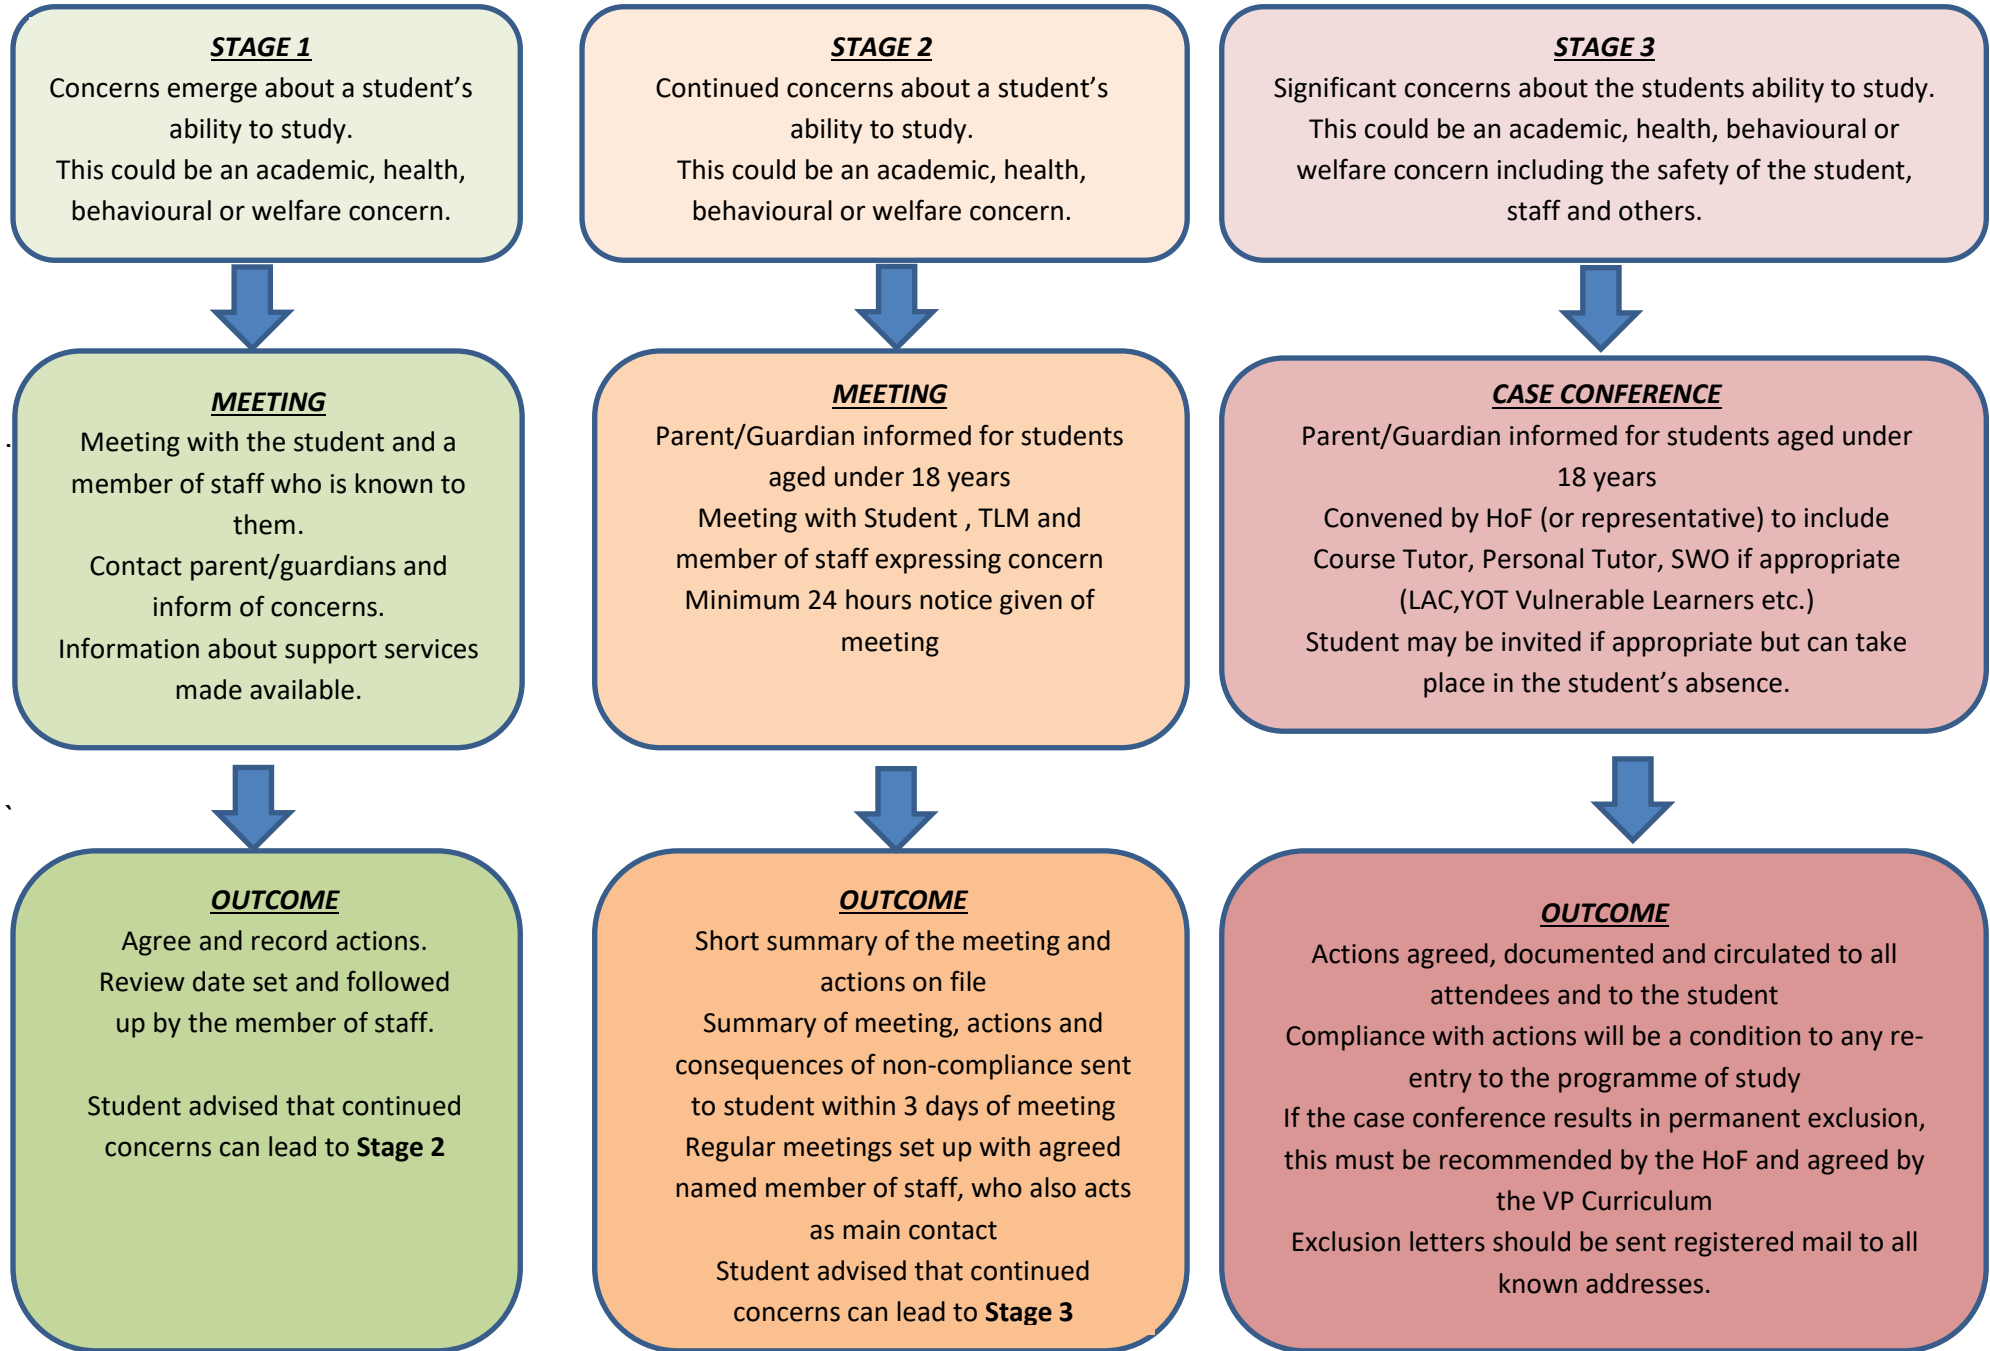 STAGE 1
Concerns emerge about a student’s
ability to study.
This could be an academic, health,
behavioural or welfare concern.
MEETING
Meeting with the student and a
member of staff who is known to
them.
Contact parent/guardians and
inform of concerns.
Information about support services
made available.
OUTCOME
Agree and record actions.
Review date set and followed
up by the member of staff.
Student advised that continued
concerns can lead to Stage 2
STAGE 2
Continued concerns about a student’s
ability to study.
This could be an academic, health,
behavioural or welfare concern.
MEETING
Parent/Guardian informed for students
aged under 18 years
Meeting with Student , TLM and
member of staff expressing concern
Minimum 24 hours notice given of
meeting
OUTCOME
Short summary of the meeting and
actions on file
Summary of meeting, actions and
consequences of non-compliance sent
to student within 3 days of meeting
Regular meetings set up with agreed
named member of staff, who also acts
as main contact
Student advised that continued
concerns can lead to Stage 3
STAGE 3
Significant concerns about the students ability to study.
This could be an academic, health, behavioural or
welfare concern including the safety of the student,
staff and others.
CASE CONFERENCE
Parent/Guardian informed for students aged under
18 years
Convened by HoF (or representative) to include
Course Tutor, Personal Tutor, SWO if appropriate
(LAC,YOT Vulnerable Learners etc.)
Student may be invited if appropriate but can take
place in the student’s absence.
OUTCOME
Actions agreed, documented and circulated to all
attendees and to the student
Compliance with actions will be a condition to any re-
entry to the programme of study
If the case conference results in permanent exclusion,
this must be recommended by the HoF and agreed by
the VP Curriculum
Exclusion letters should be sent registered mail to all
known addresses.